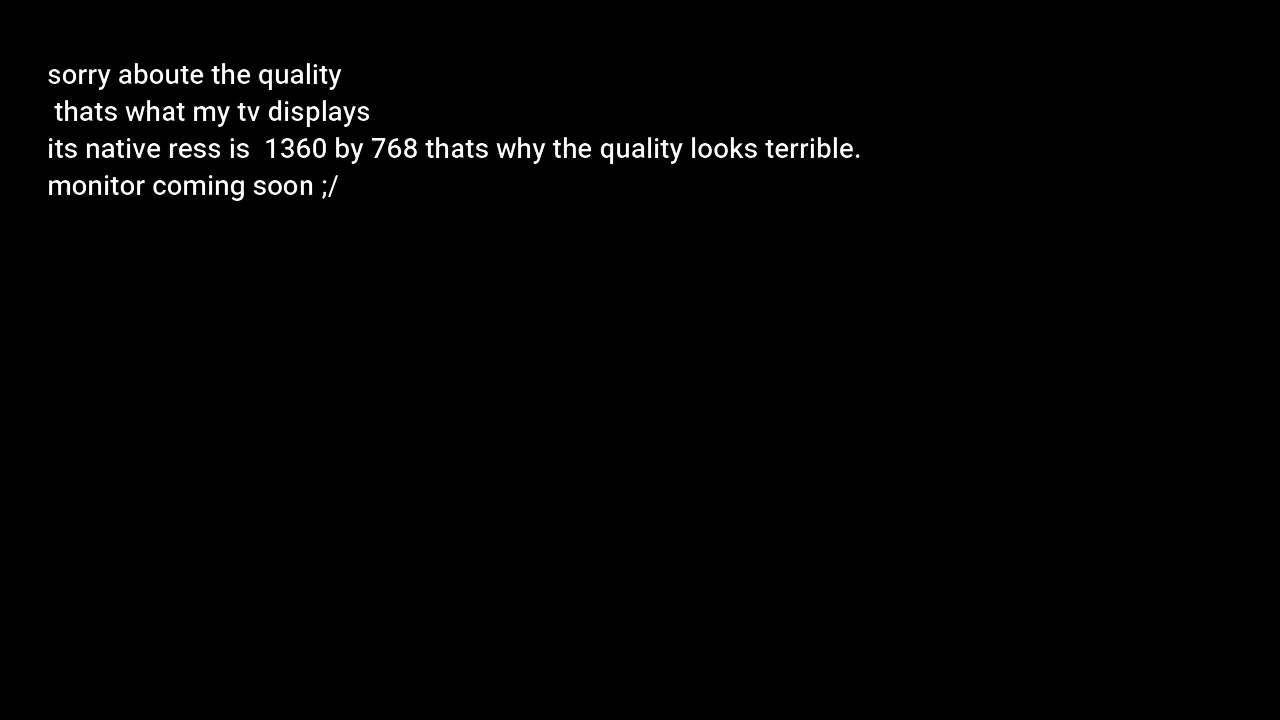 sorry aboute the quality
thats what my tv displays
its native ress is  1360 by 768 thats why the quality looks terrible.
monitor coming soon ;/